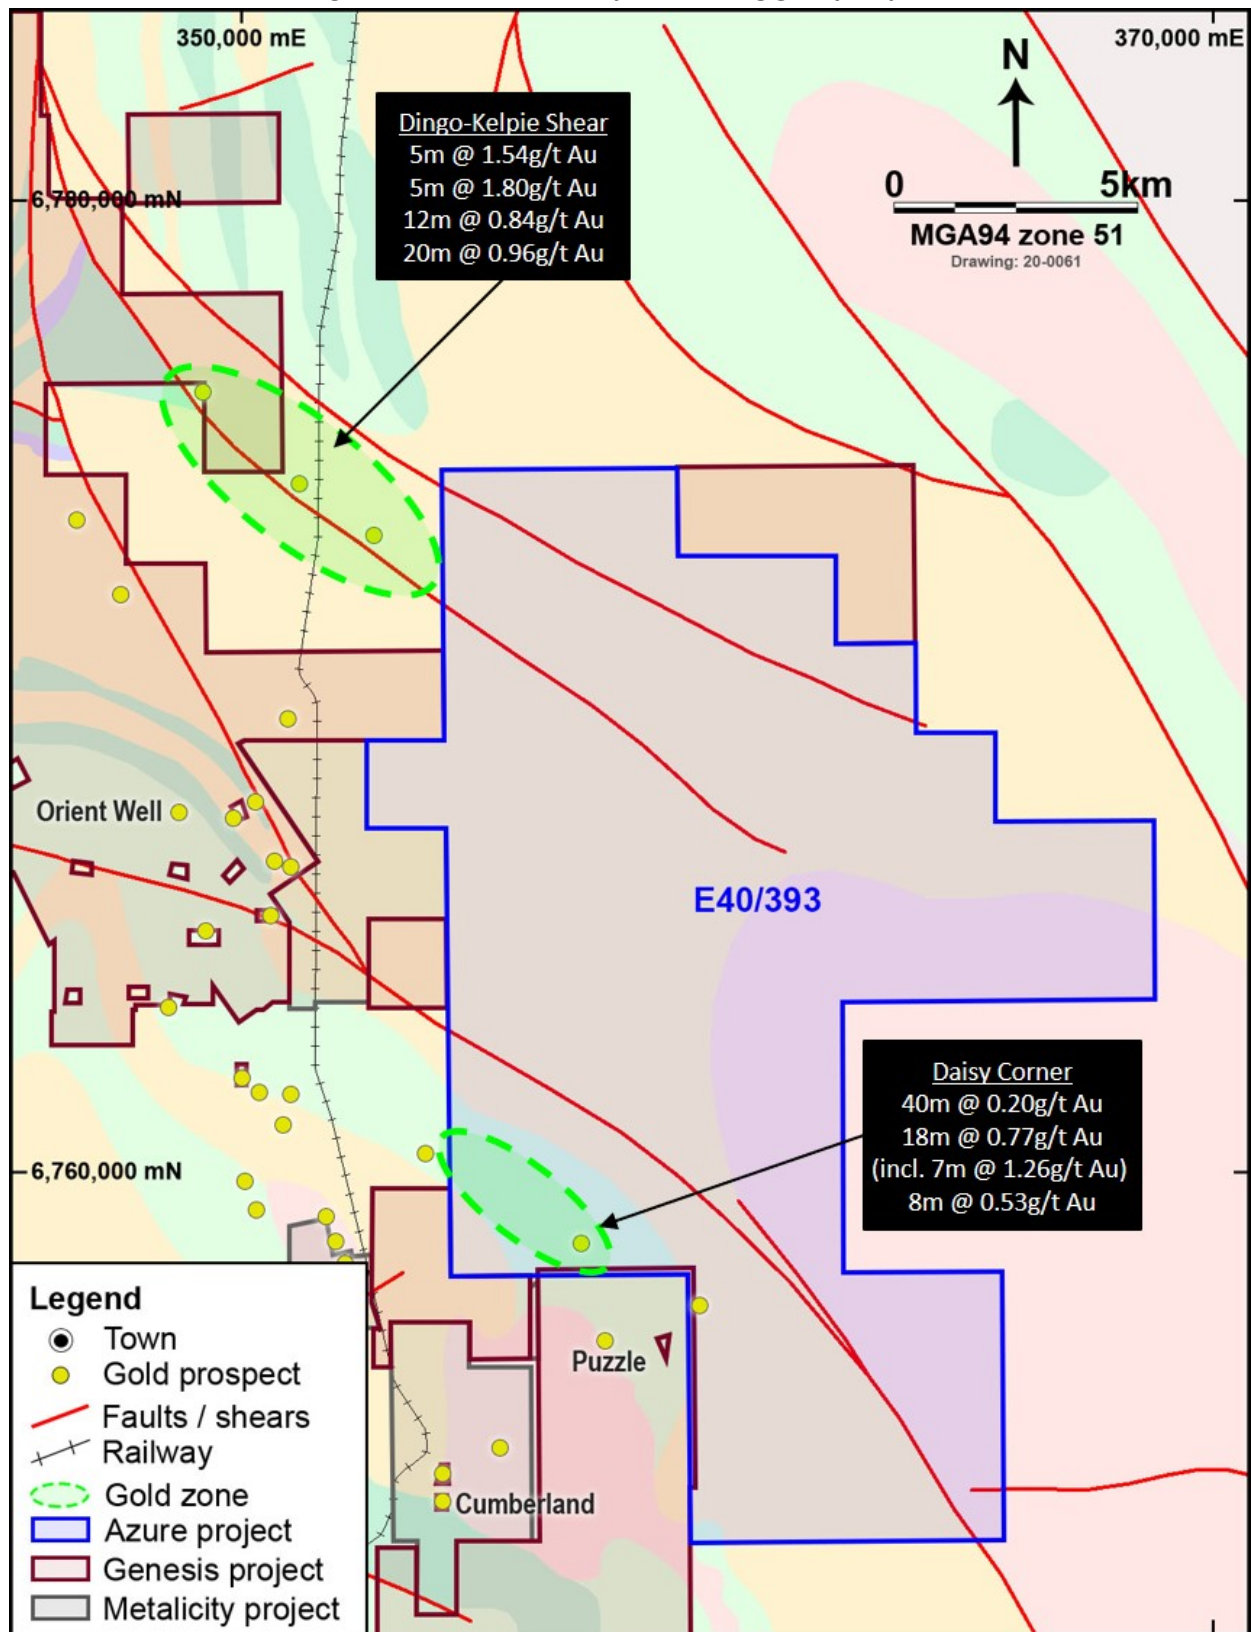 350,000 mE
370,000 mE
N
Dingo-Kelpie Shear
5m @ 1.54g/t Au
5m @ 1.80g/t Au
12m @ 0.84g/t Au
20m @ 0.96g/t Au
0 5km
MGA94 zone 51
Drawing: 20-0061
6,780,000 mN
Orient Well
E40/393
Daisy Corner
40m @ 0.20g/t Au
18m @ 0.77g/t Au
(incl. 7m @ 1.26g/t Au)
8m @ 0.53g/t Au
6,760,000 mN
Puzzle
Cumberland
Legend
Town
Gold prospect
Faults / shears
Railway
Gold zone
Azure project
Genesis project
Metalicity project